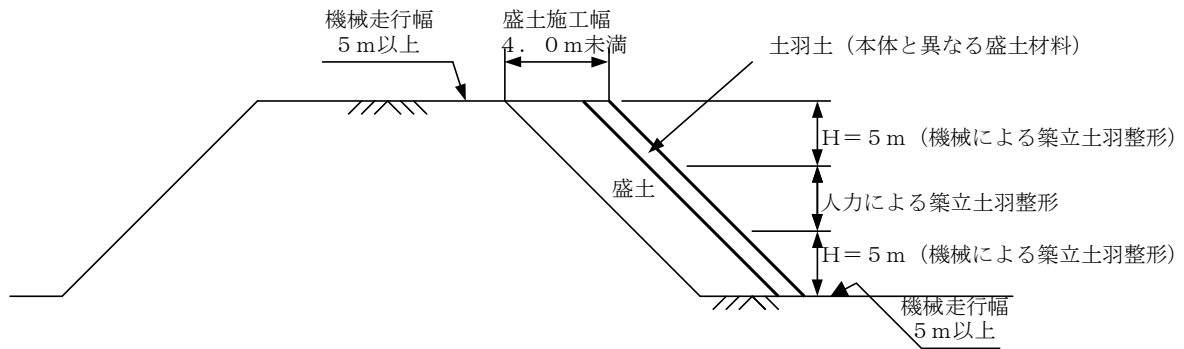 機械走行幅
5m以上
盛土施工幅
4.0m未満
土羽土(本体と異なる盛土材料)
H=5m(機械による築立土羽整形)
盛土
人力による築立土羽整形
H=5m(機械による築立土羽整形)
機械走行幅
5m以上